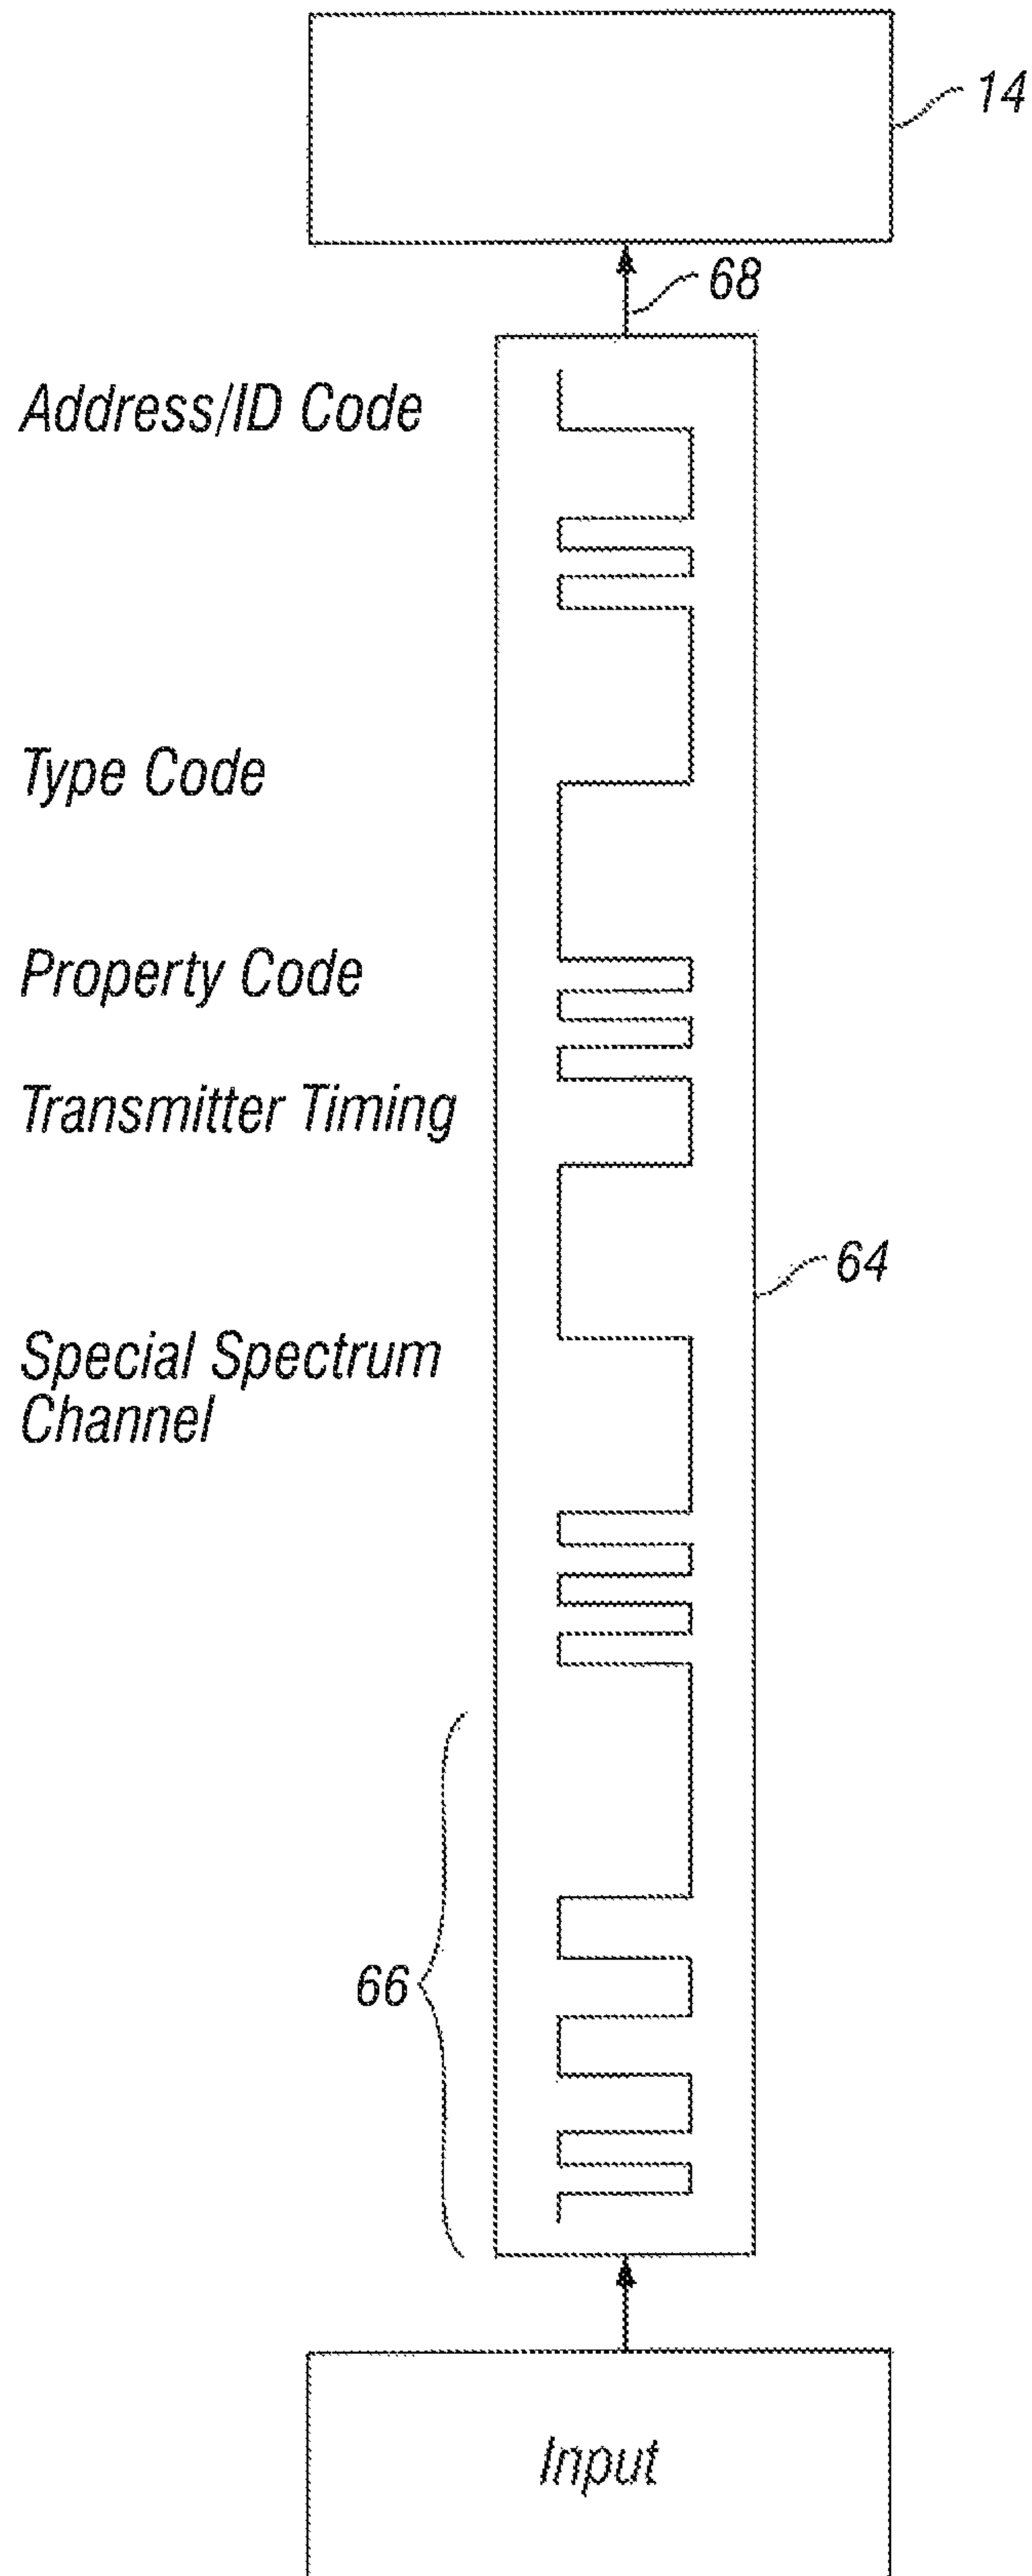 14
68
Address/ID Code
Type Code
Property Code
Transmitter Timing
64
Special Spectrum
Channel
66
Input